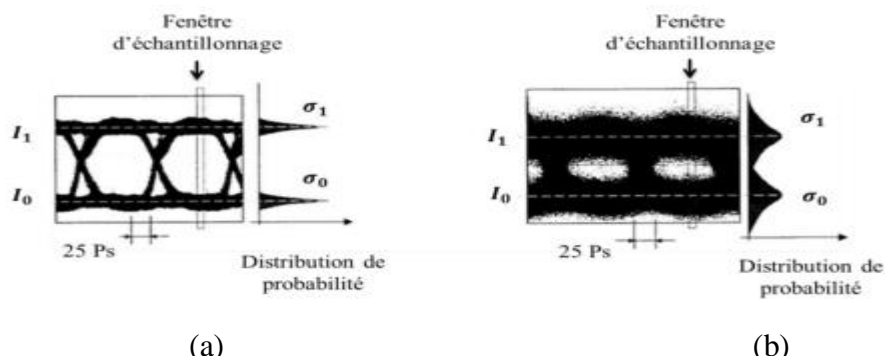 Fenêtre
d'échantillonnage
σ₁
I₁
I₀
σ₀
25 Ps
Distribution de
probabilité
(a)
Fenêtre
d'échantillonnage
σ₁
I₁
I₀
σ₀
25 Ps
Distribution de
probabilité
(b)